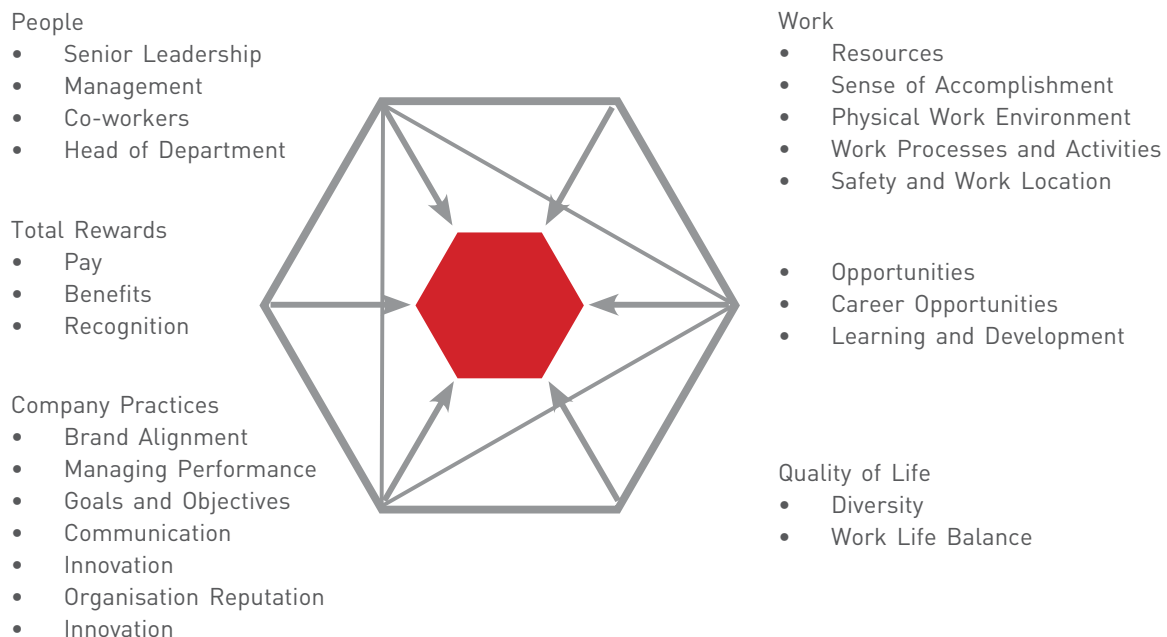 People
• Senior Leadership
• Management
• Co-workers
• Head of Department
Total Rewards
• Pay
• Benefits
• Recognition
Company Practices
• Brand Alignment
• Managing Performance
• Goals and Objectives
• Communication
• Innovation
• Organisation Reputation
• Innovation
Work
• Resources
• Sense of Accomplishment
• Physical Work Environment
• Work Processes and Activities
• Safety and Work Location
• Opportunities
• Career Opportunities
• Learning and Development
Quality of Life
• Diversity
• Work Life Balance